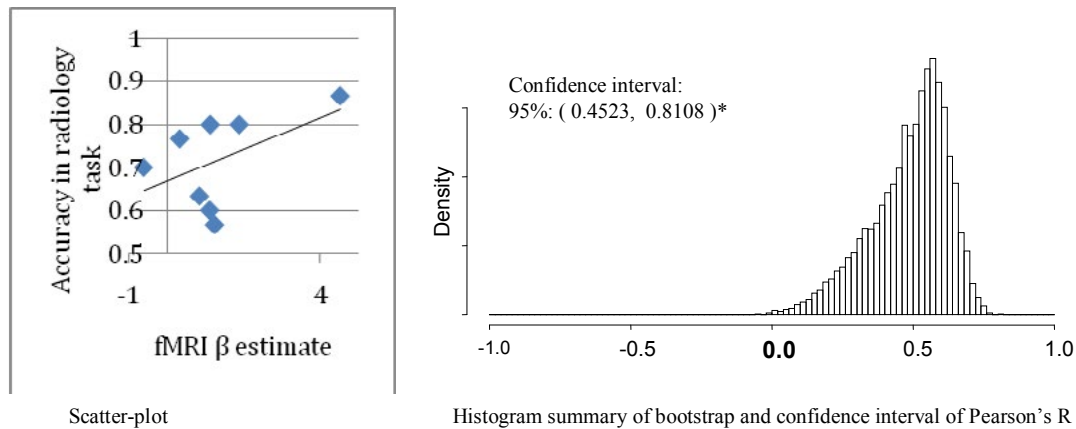 1
0.9
0.8
0.7
0.6
0.5
-1
4
Accuracy in radiology
task
fMRI β estimate
Scatter-plot
Confidence interval:
95%: ( 0.4523, 0.8108 )*
Density
-1.0
-0.5
0.0
0.5
1.0
Histogram summary of bootstrap and confidence interval of Pearson's R